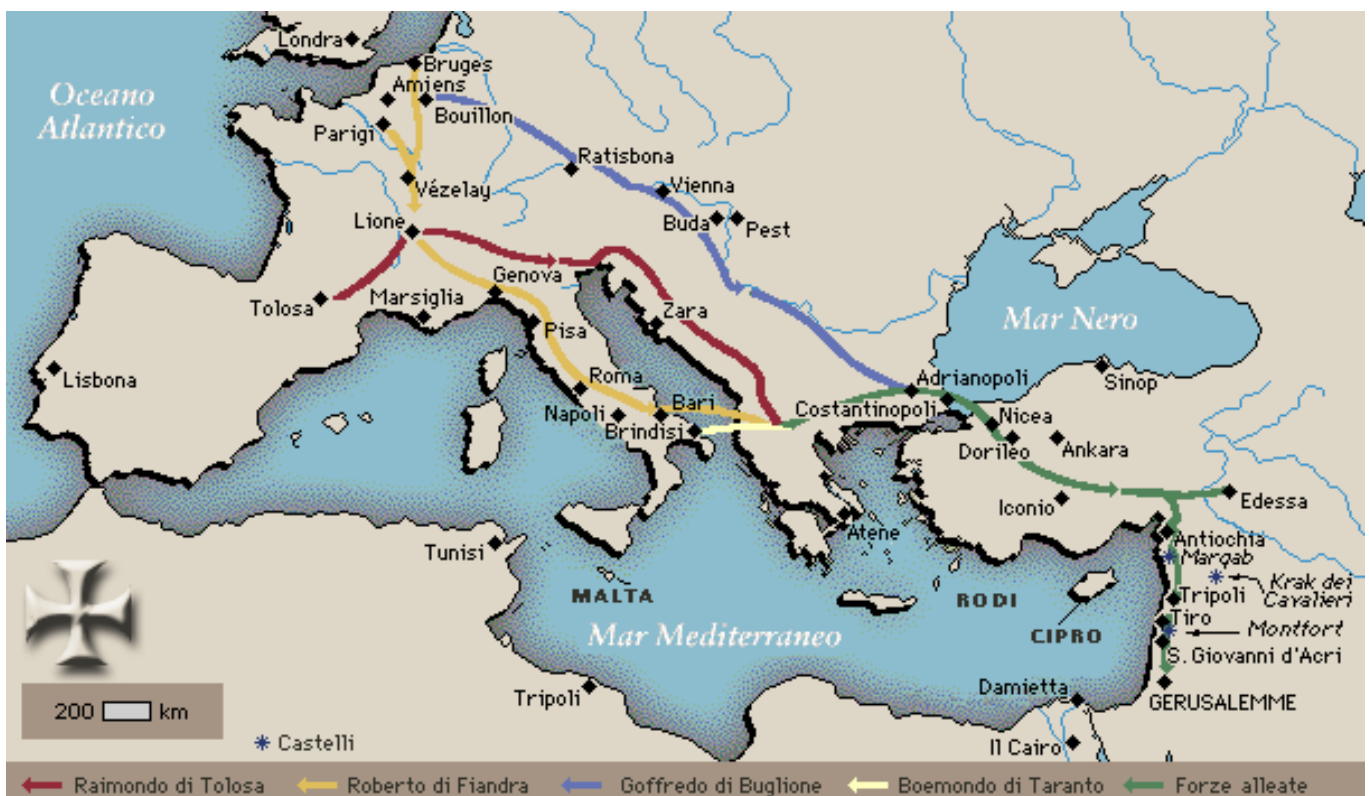 Londra
Bruges
Amiens
Oceano
Atlantico
Bouillon
Parigi
Ratisbona
Vézelay
Vienna
Lione
Buda
Pest
Genova
Tolosa
Marsiglia
Zara
Mar Nero
Pisa
Lisbona
Roma
Adrianopoli
Sinop
Napoli
Bari
Costantinopoli
Nicea
Brindisi
Dorileo
Ankara
Iconio
Edessa
Atene
Antiochia
Tunisi
Marqab
Krak dei
Cavalieri
MALTA
RODI
Tripoli
Tiro
Mar Mediterraneo
CIPRO
Montfort
S. Giovanni d'Acri
Tripoli
Damietta
GERUSALEMME
200 km
Castelli
Il Cairo
Raimondo di Tolosa
Roberto di Fiandra
Goffredo di Buglione
Boemondo di Taranto
Forze alleate